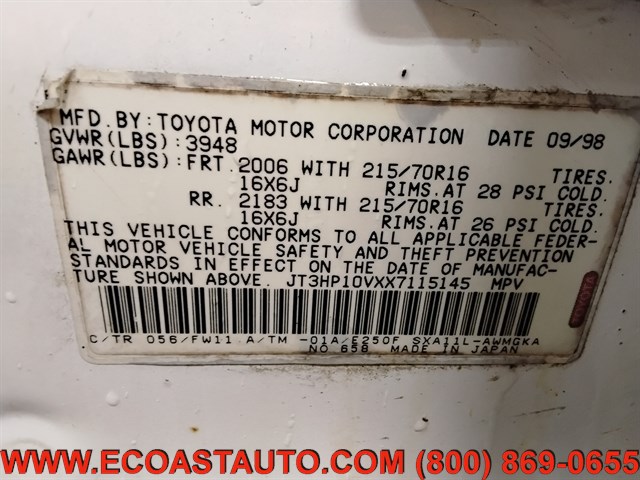 MFD.BY:TOYOTA MOTOR CORPORATION DATE 09/98
GVWR(LBS):3948
GAWR(LBS):FRT.2006 WITH 215/70R16 TIRES.
16X6J RIMS.AT 28 PSI COLD.
RR. 2183 WITH 215/70R16 TIRES.
16X6J RIMS.AT 26 PSI COLD.
THIS VEHICLE CONFORMS TO ALL APPLICABLE FEDER-
AL MOTOR VEHICLE SAFETY AND THEFT PREVENTION
STANDARDS IN EFFECT ON THE DATE OF MANUFAC-
TURE SHOWN ABOVE. JT3HP10VXX7115145 MPV
TOYOTA
C/TR 056/FW11 A/TM -01A/E250F SXA11L-AWMGKA
NO 658 MADE IN JAPAN
WWW.ECOASTAUTO.COM (800) 869-0655